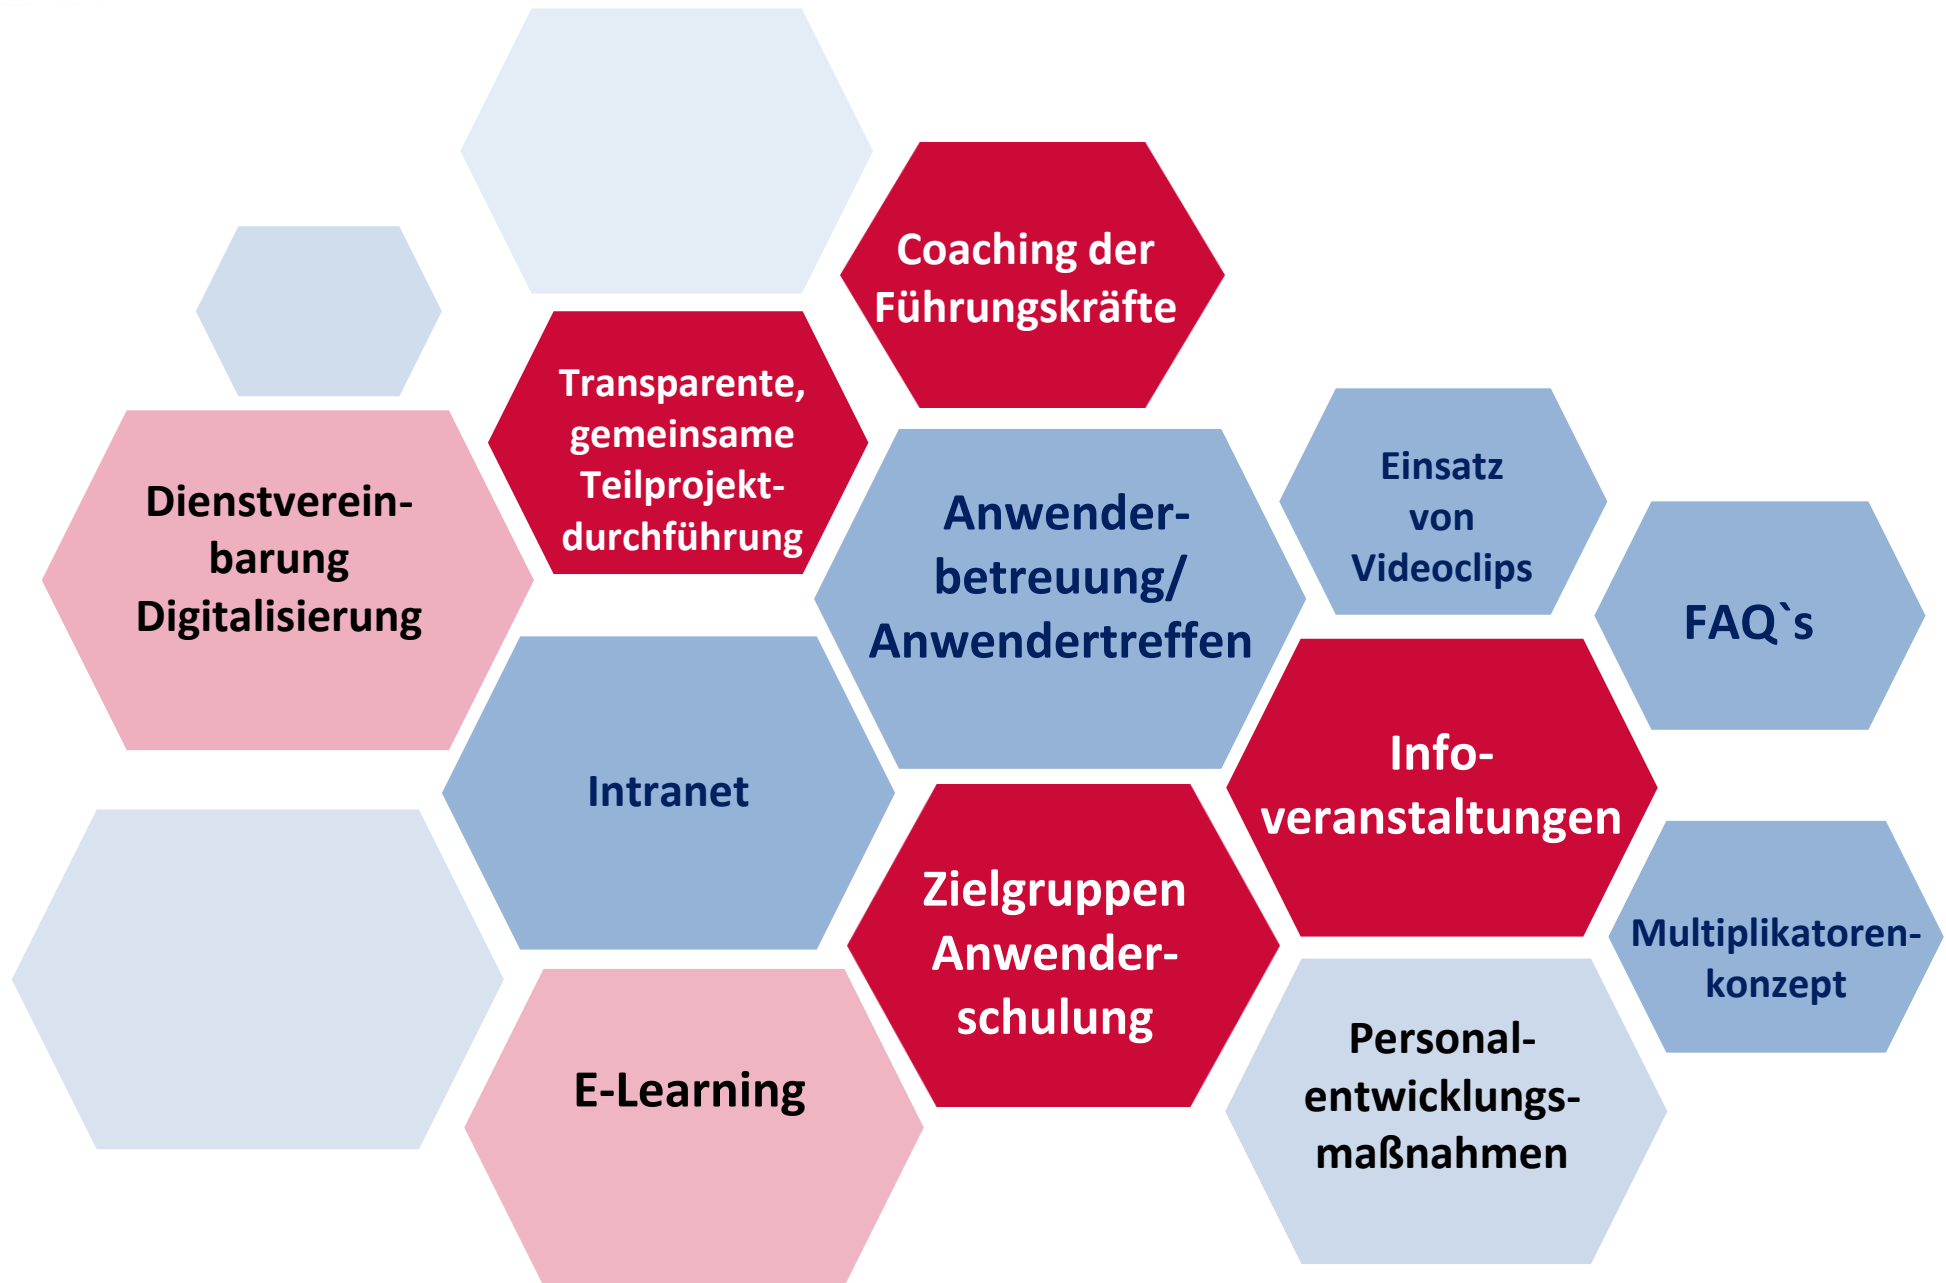 Coaching der
Führungskräfte
Transparente,
gemeinsame
Teilprojekt-
durchführung
Dienstverein-
barung
Digitalisierung
Anwender-
betreuung/
Anwendertreffen
Einsatz
von
Videoclips
FAQ`s
Intranet
Info-
veranstaltungen
Zielgruppen
Anwender-
schulung
Multiplikatoren-
konzept
E-Learning
Personal-
entwicklungs-
maßnahmen